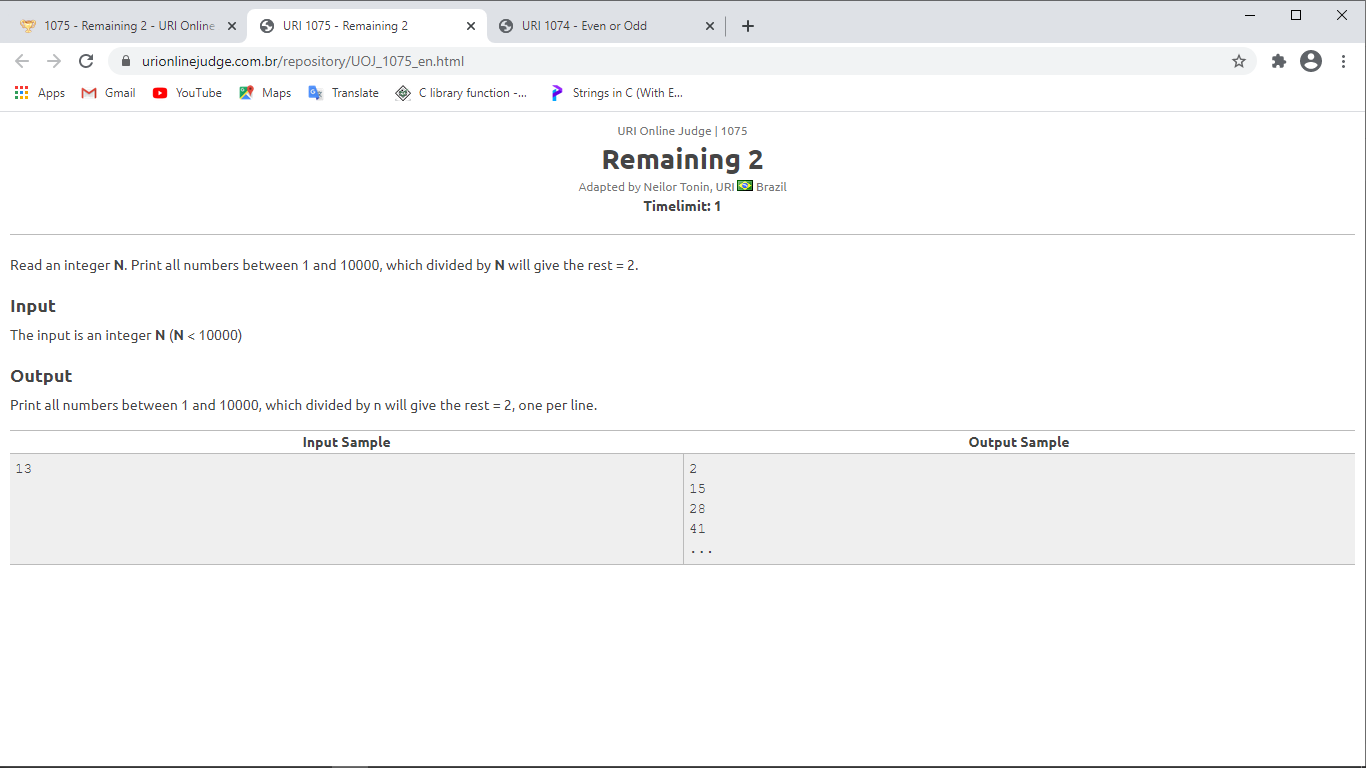 1075 - Remaining 2 - URI Online
URI 1075 - Remaining 2
URI 1074 - Even or Odd
urionlinejudge.com.br/repository/UOJ_1075_en.html
Apps
Gmail
YouTube
Maps
Translate
C library function -...
Strings in C (With E...
URI Online Judge | 1075
Remaining 2
Adapted by Neilor Tonin, URI Brazil
Timelimit: 1
Read an integer N. Print all numbers between 1 and 10000, which divided by N will give the rest = 2.
Input
The input is an integer N (N < 10000)
Output
Print all numbers between 1 and 10000, which divided by n will give the rest = 2, one per line.
Input Sample
Output Sample
13
2
15
28
41
...